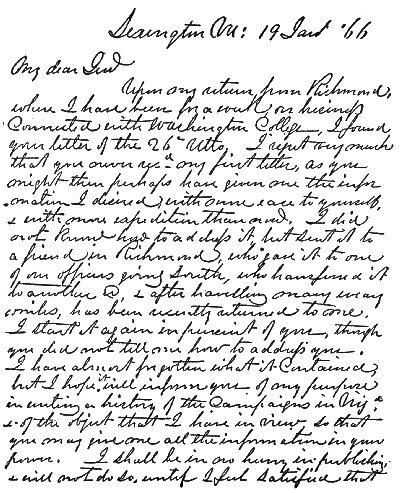 Lexington Va: 19 Jany '66
My dear Genl
Upon my return from Richmond,
where I have been for a week on business
Connected with Washington College, I found
your letter of the 26th Ulto. I regret very much
that you never recd my first letter, as you
might then perhaps have given me the infor
mation I desired, with more ease to yourself,
& with more expedition than now. I did
not know how to address it, but sent it to
a friend in Richmond, who gave it to one
of our officers going South, who transferred it
to another &, & after travelling many weary
miles, has been recently returned to me.
I start it again in pursuit of you, though
you did not tell me how to address you.
I have almost forgotten what it Contained,
but I hope it will inform you of my purpose
in writing a history of the Campaigns in Virg a
& of the object that I have in view, so that
you may give me all the information in your
power. I shall be in no hurry in publishing
& will not do so, until I feel satisfied that